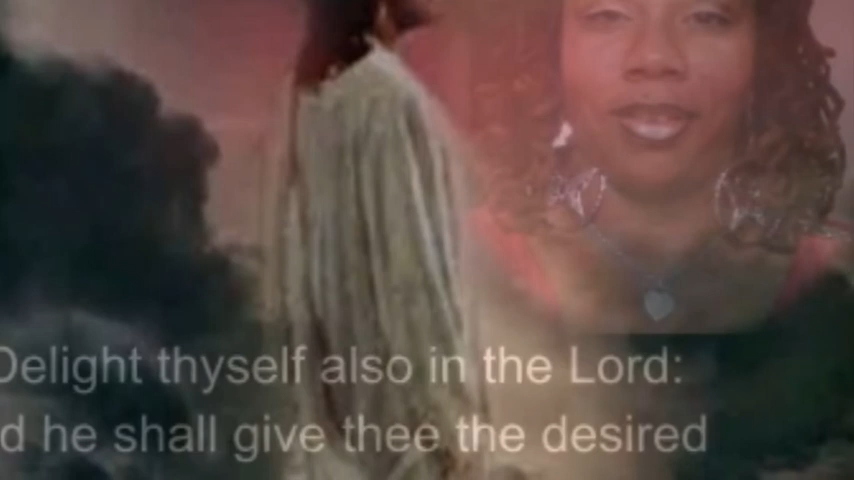 Delight thyself also in the Lord:
d he shall give thee the desired